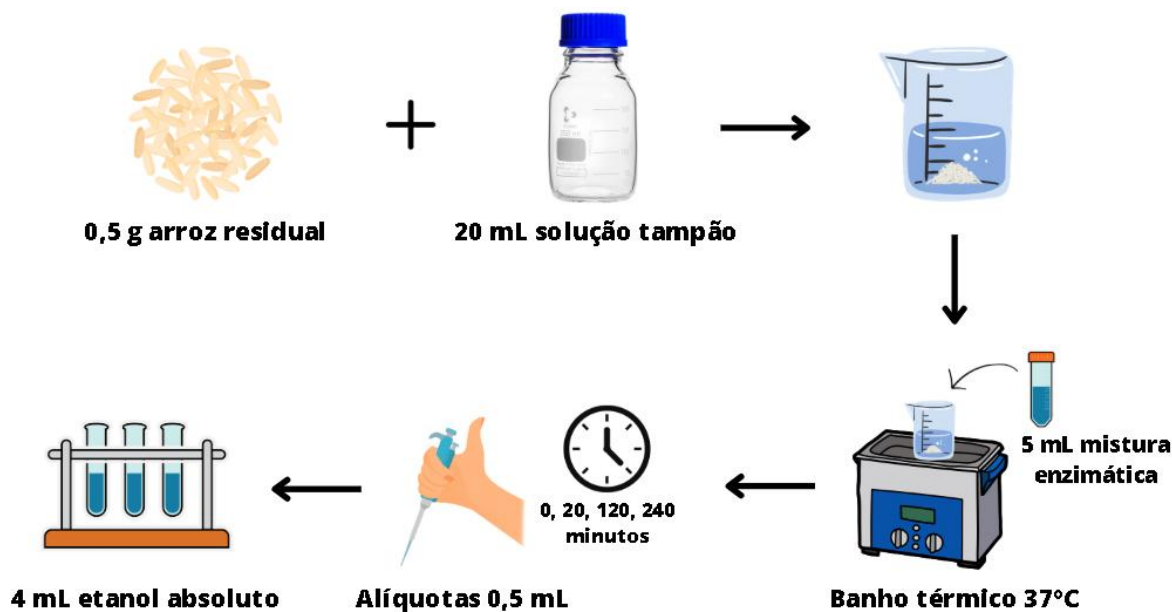 0,5 g arroz residual
20 mL solução tampão
5 mL mistura
enzimática
Banho térmico 37°C
0, 20, 120, 240
minutos
Alíquotas 0,5 mL
4 mL etanol absoluto